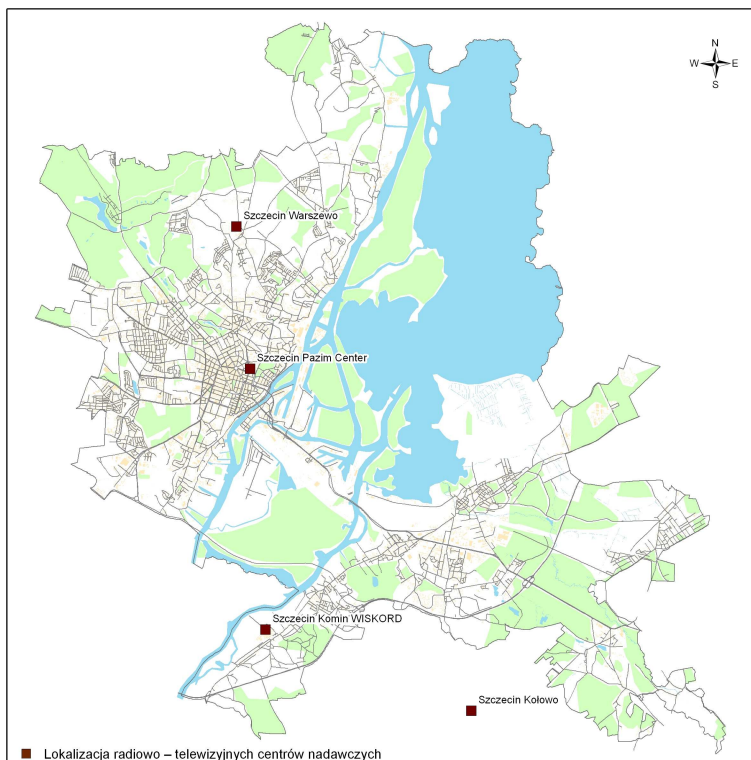 N
W E
S
Szczecin Warszewo
Szczecin Pazim Center
Szczecin Komin WISKORD
Szczecin Kołowo
Lokalizacja radiowo – telewizyjnych centrów nadawczych